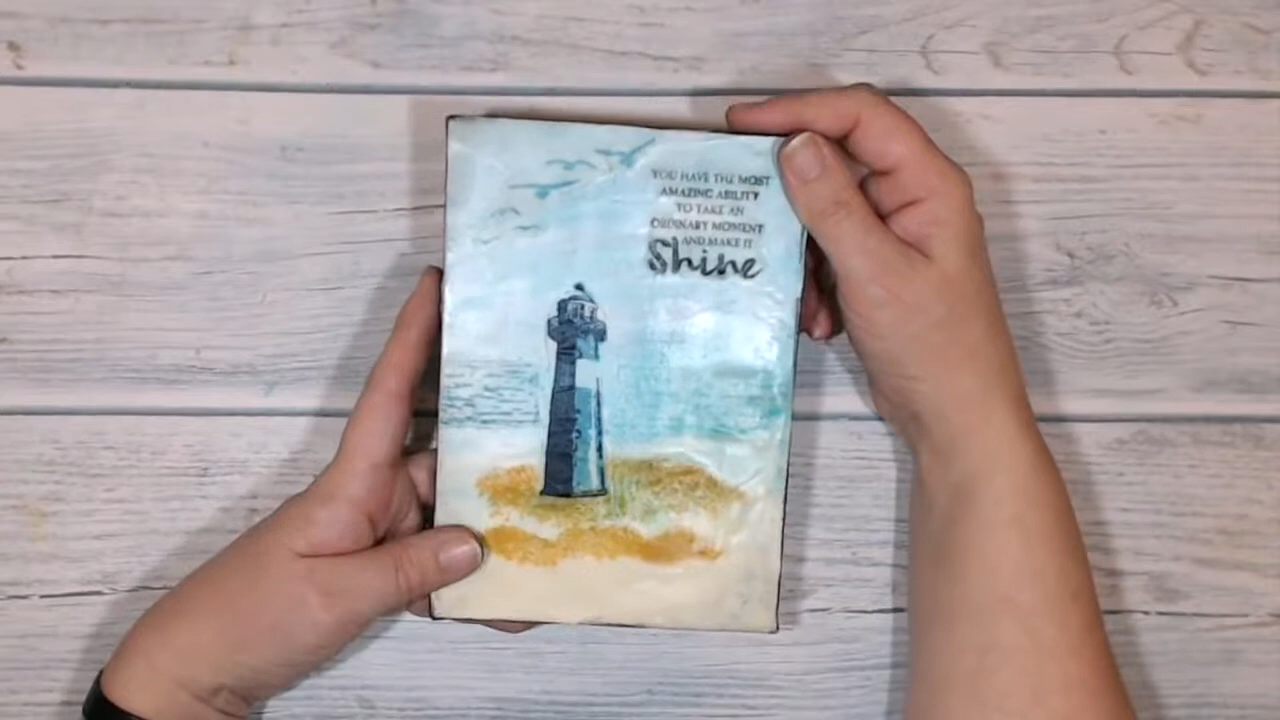 YOU HAVE THE MOST
AMAZING ABILITY
TO TAKE AN
ORDINARY MOMENT
AND MAKE IT
Shine